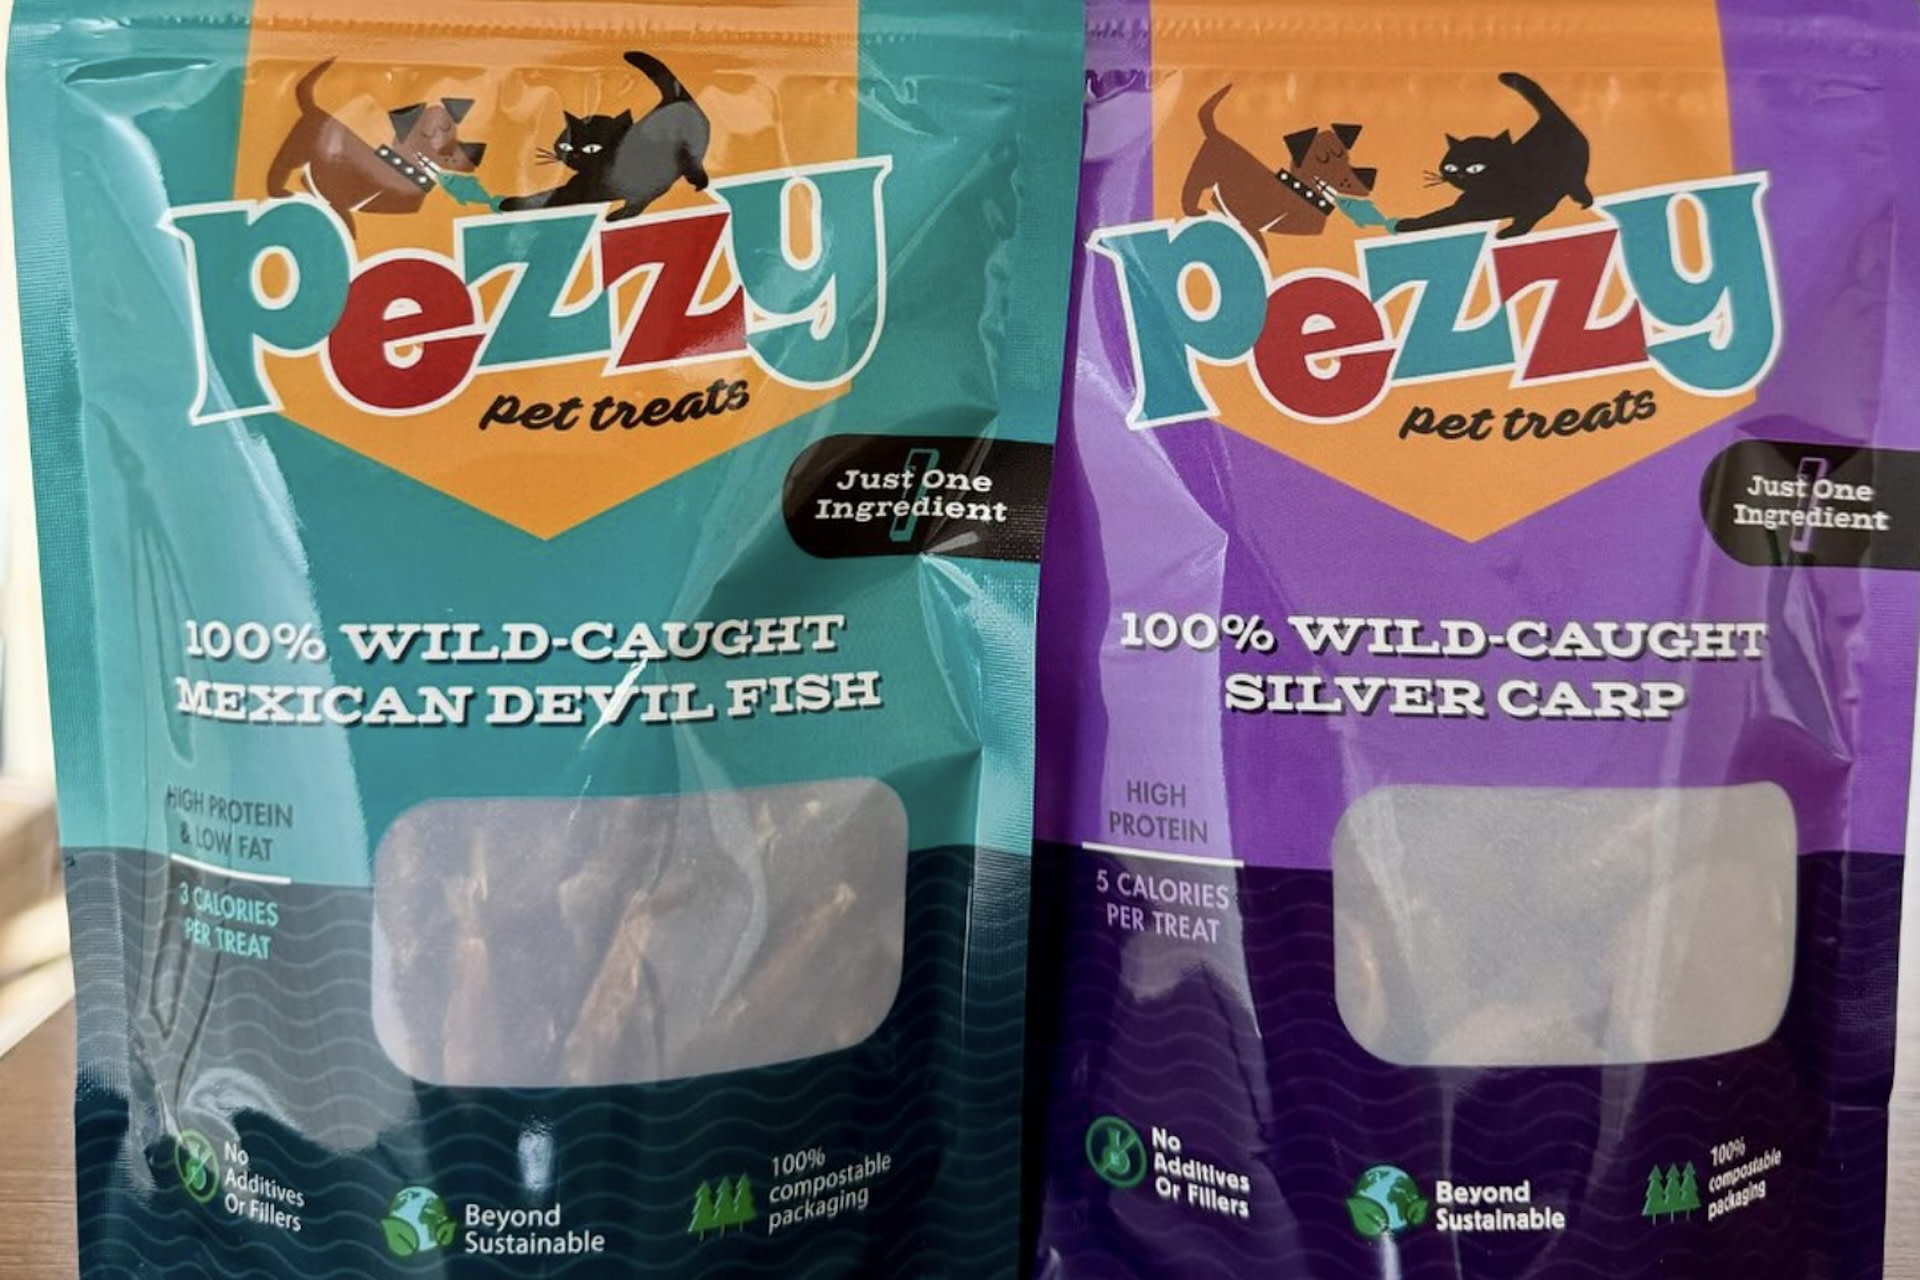 pezzy
pet treats
Just One
Ingredient
100% WILD-CAUGHT
MEXICAN DEVIL FISH
HIGH PROTEIN
& LOW FAT
3 CALORIES
PER TREAT
No
Additives
Or Fillers
Beyond
Sustainable
100%
compostable
packaging
pezzy
pet treats
Just One
Ingredient
100% WILD-CAUGHT
SILVER CARP
HIGH
PROTEIN
5 CALORIES
PER TREAT
No
Additives
Or Fillers
Beyond
Sustainable
100%
compostable
packaging